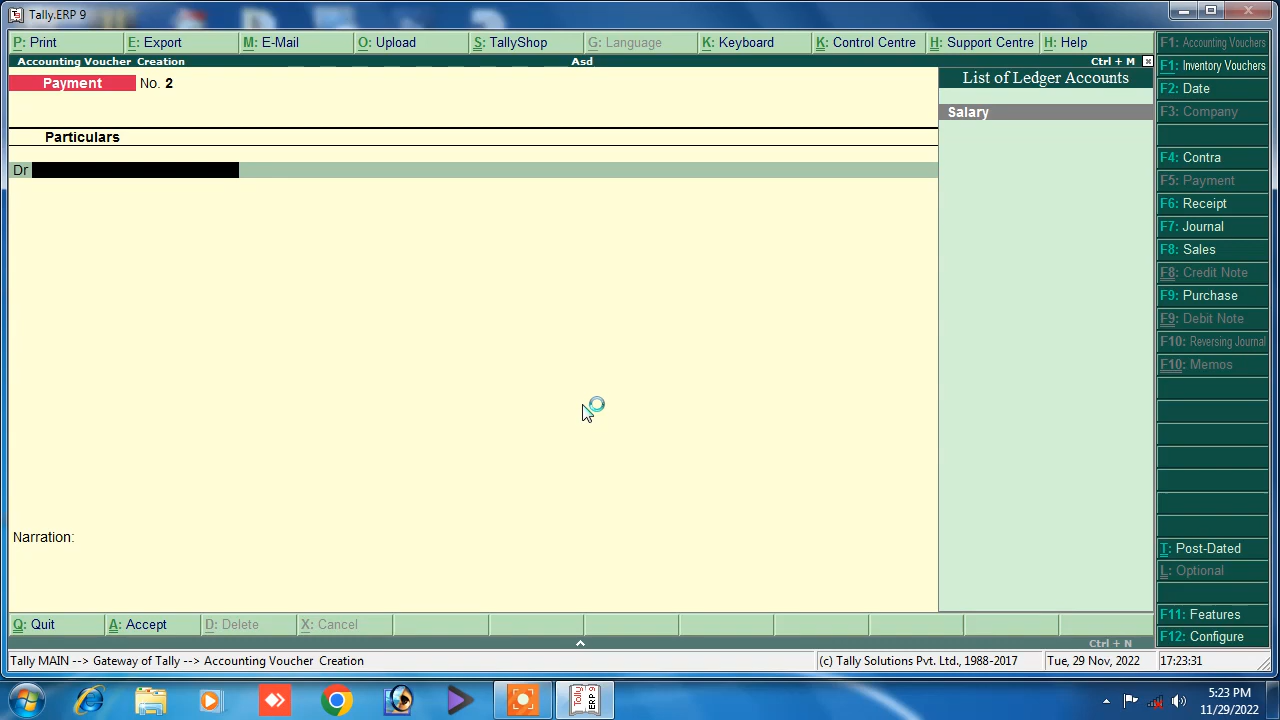 Tally.ERP 9
P: Print E: Export M: E-Mail O: Upload S: TallyShop G: Language K: Keyboard K: Control Centre H: Support Centre H: Help
Accounting Voucher Creation Asd Ctrl + M
Payment No. 2
Particulars
Dr
Narration:
List of Ledger Accounts
Salary
F1: Accounting Vouchers
F1: Inventory Vouchers
F2: Date
F3: Company
F4: Contra
F5: Payment
F6: Receipt
F7: Journal
F8: Sales
F8: Credit Note
F9: Purchase
F9: Debit Note
F10: Reversing Journal
F10: Memos
T: Post-Dated
L: Optional
F11: Features
F12: Configure
Q: Quit A: Accept D: Delete X: Cancel
Ctrl + N
Tally MAIN --> Gateway of Tally --> Accounting Voucher Creation (c) Tally Solutions Pvt. Ltd., 1988-2017 Tue, 29 Nov, 2022 17:23:31
Tally
ERP 9
5:23 PM
11/29/2022